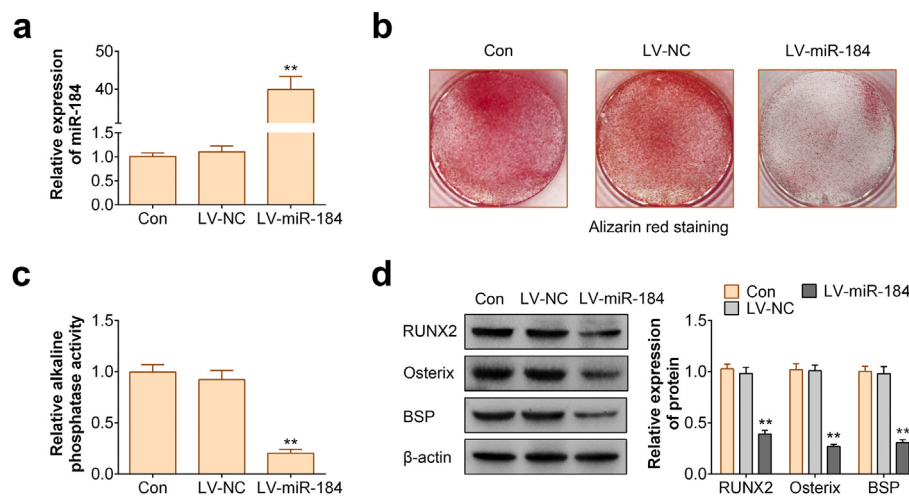 a
Relative expression
of miR-184
50
40
1.5
1.0
0.5
0.0
**
Con
LV-NC
LV-miR-184
b
Con
LV-NC
LV-miR-184
Alizarin red staining
c
Relative alkaline
phosphatase activity
1.5
1.0
0.5
0
**
Con
LV-NC
LV-miR-184
d
Con
LV-NC
LV-miR-184
RUNX2
Osterix
BSP
β-actin
Con
LV-miR-184
LV-NC
Relative expression
of protein
1.5
1.0
0.5
0.0
**
**
**
RUNX2
Osterix
BSP